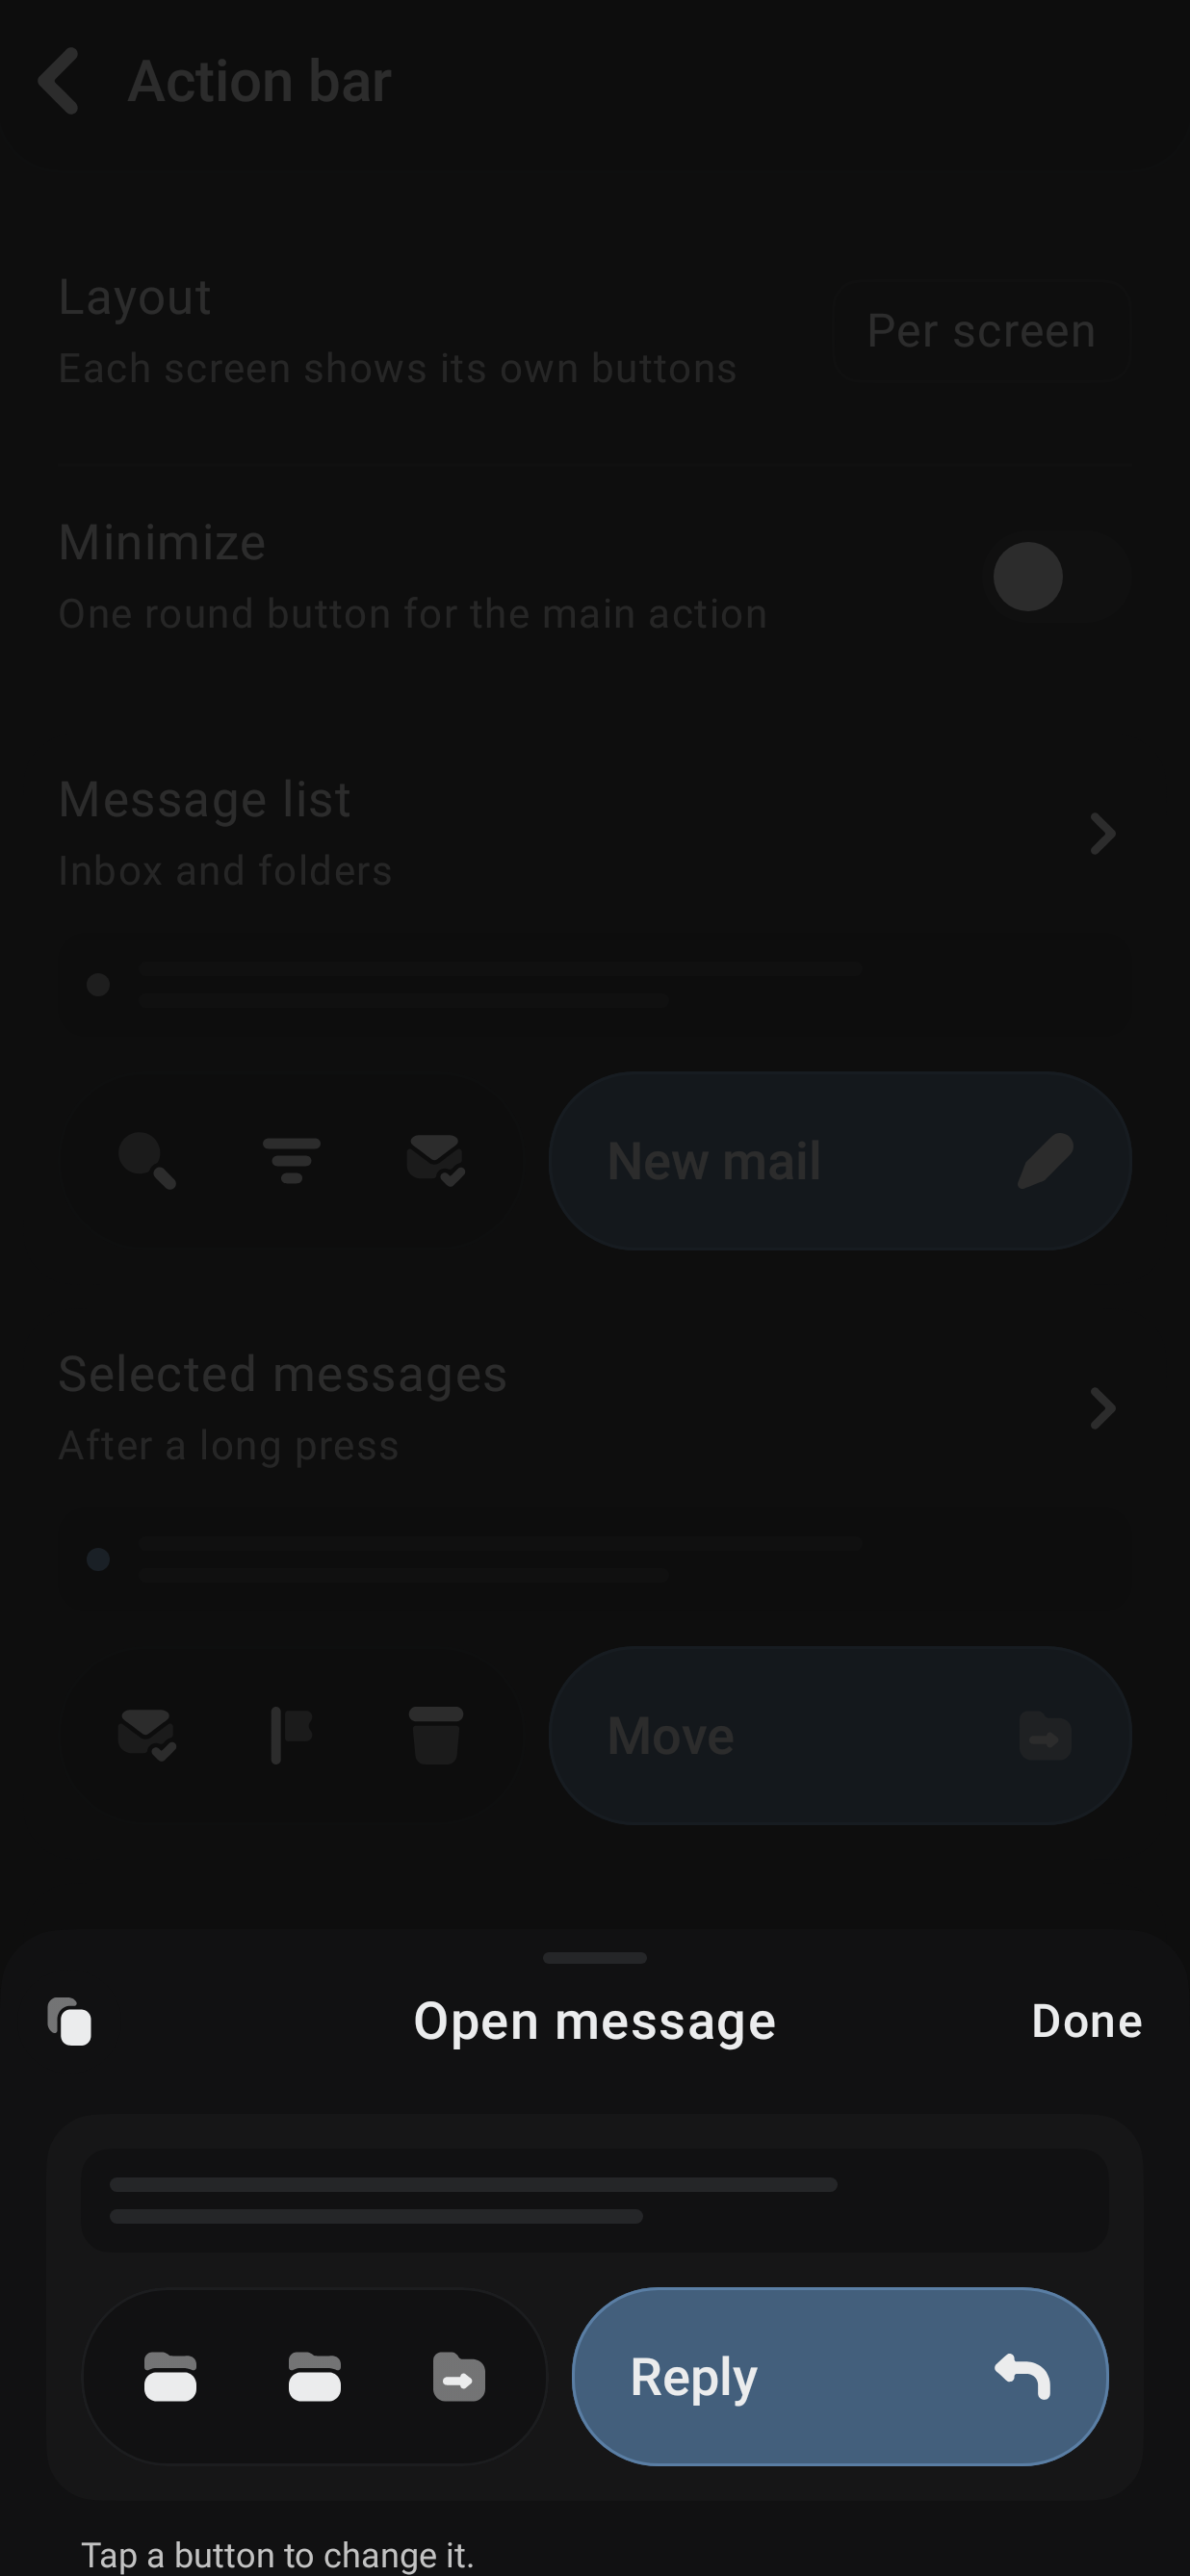 Action bar
Layout
Each screen shows its own buttons
Per screen
Minimize
One round button for the main action
Message list
Inbox and folders
New mail
Selected messages
After a long press
Move
Open message
Done
Reply
Tap a button to change it.